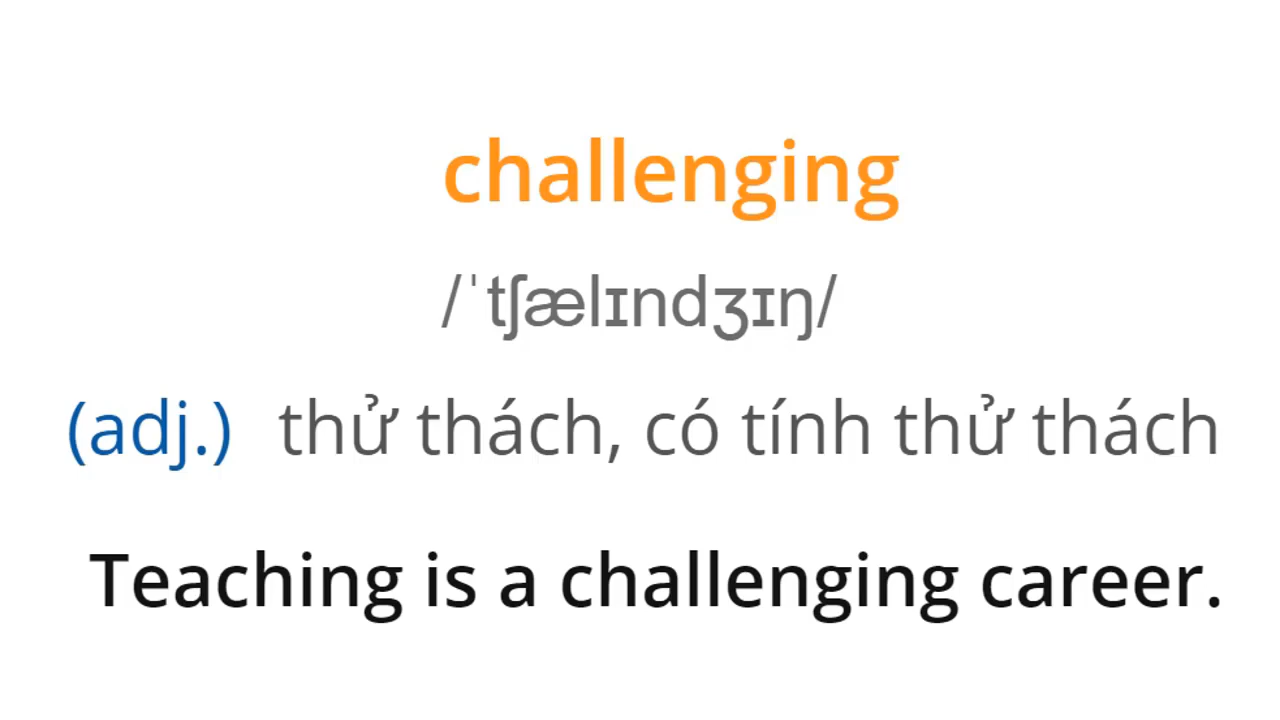 challenging
/ˈtʃælɪndʒɪŋ/
(adj.) thử thách, có tính thử thách
Teaching is a challenging career.